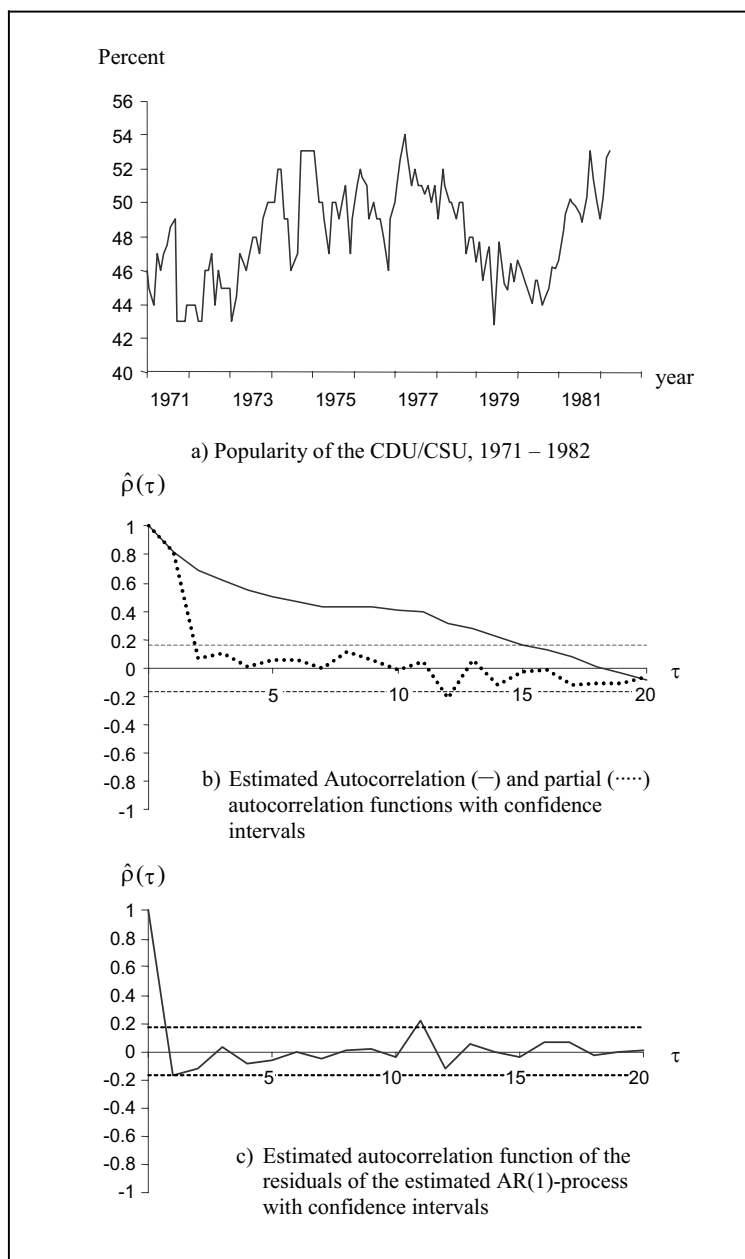 Percent
56
54
52
50
48
46
44
42
40
1971 1973 1975 1977 1979 1981
year
a) Popularity of the CDU/CSU, 1971 – 1982
ρ̂(τ)
1
0.8
0.6
0.4
0.2
0
-0.2
-0.4
-0.6
-0.8
-1
5 10 15 20
τ
b) Estimated Autocorrelation (—) and partial (·····)
autocorrelation functions with confidence
intervals
ρ̂(τ)
1
0.8
0.6
0.4
0.2
0
-0.2
-0.4
-0.6
-0.8
-1
5 10 15 20
τ
c) Estimated autocorrelation function of the
residuals of the estimated AR(1)-process
with confidence intervals